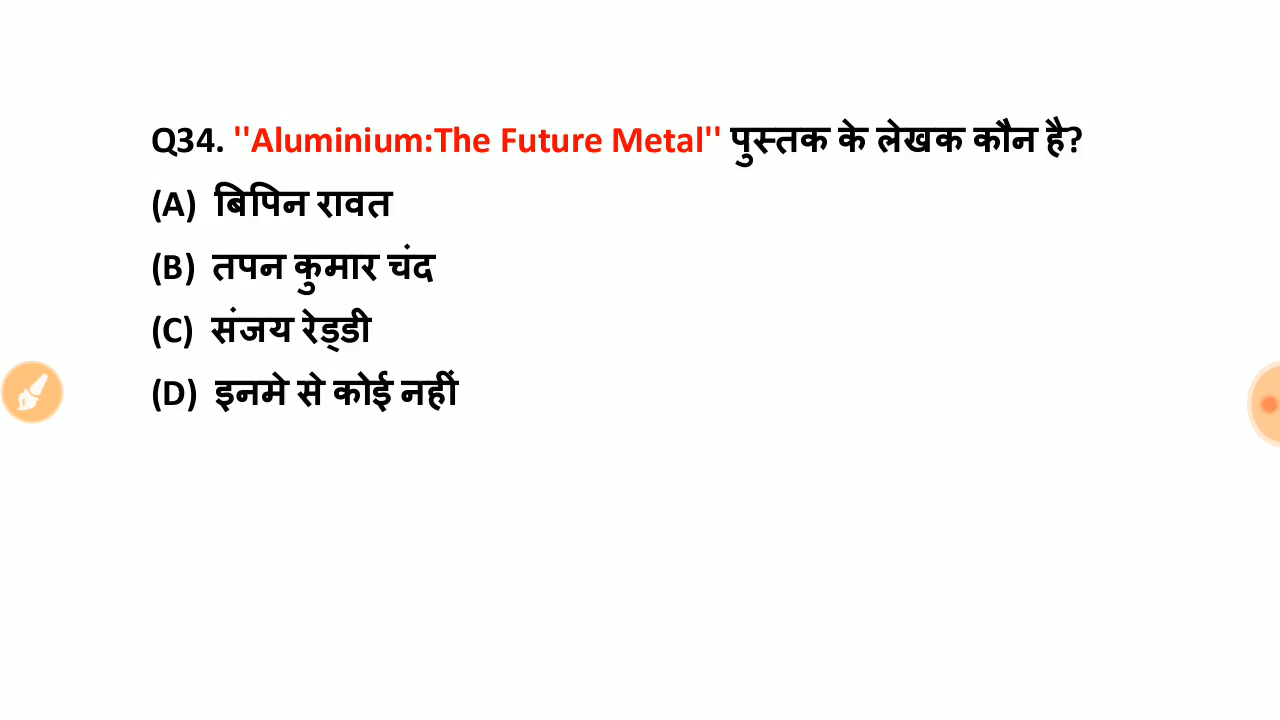 Q34. ''Aluminium:The Future Metal'' पुस्तक के लेखक कौन है?
(A) बिपिन रावत
(B) तपन कुमार चंद
(C) संजय रेड्डी
(D) इनमे से कोई नहीं